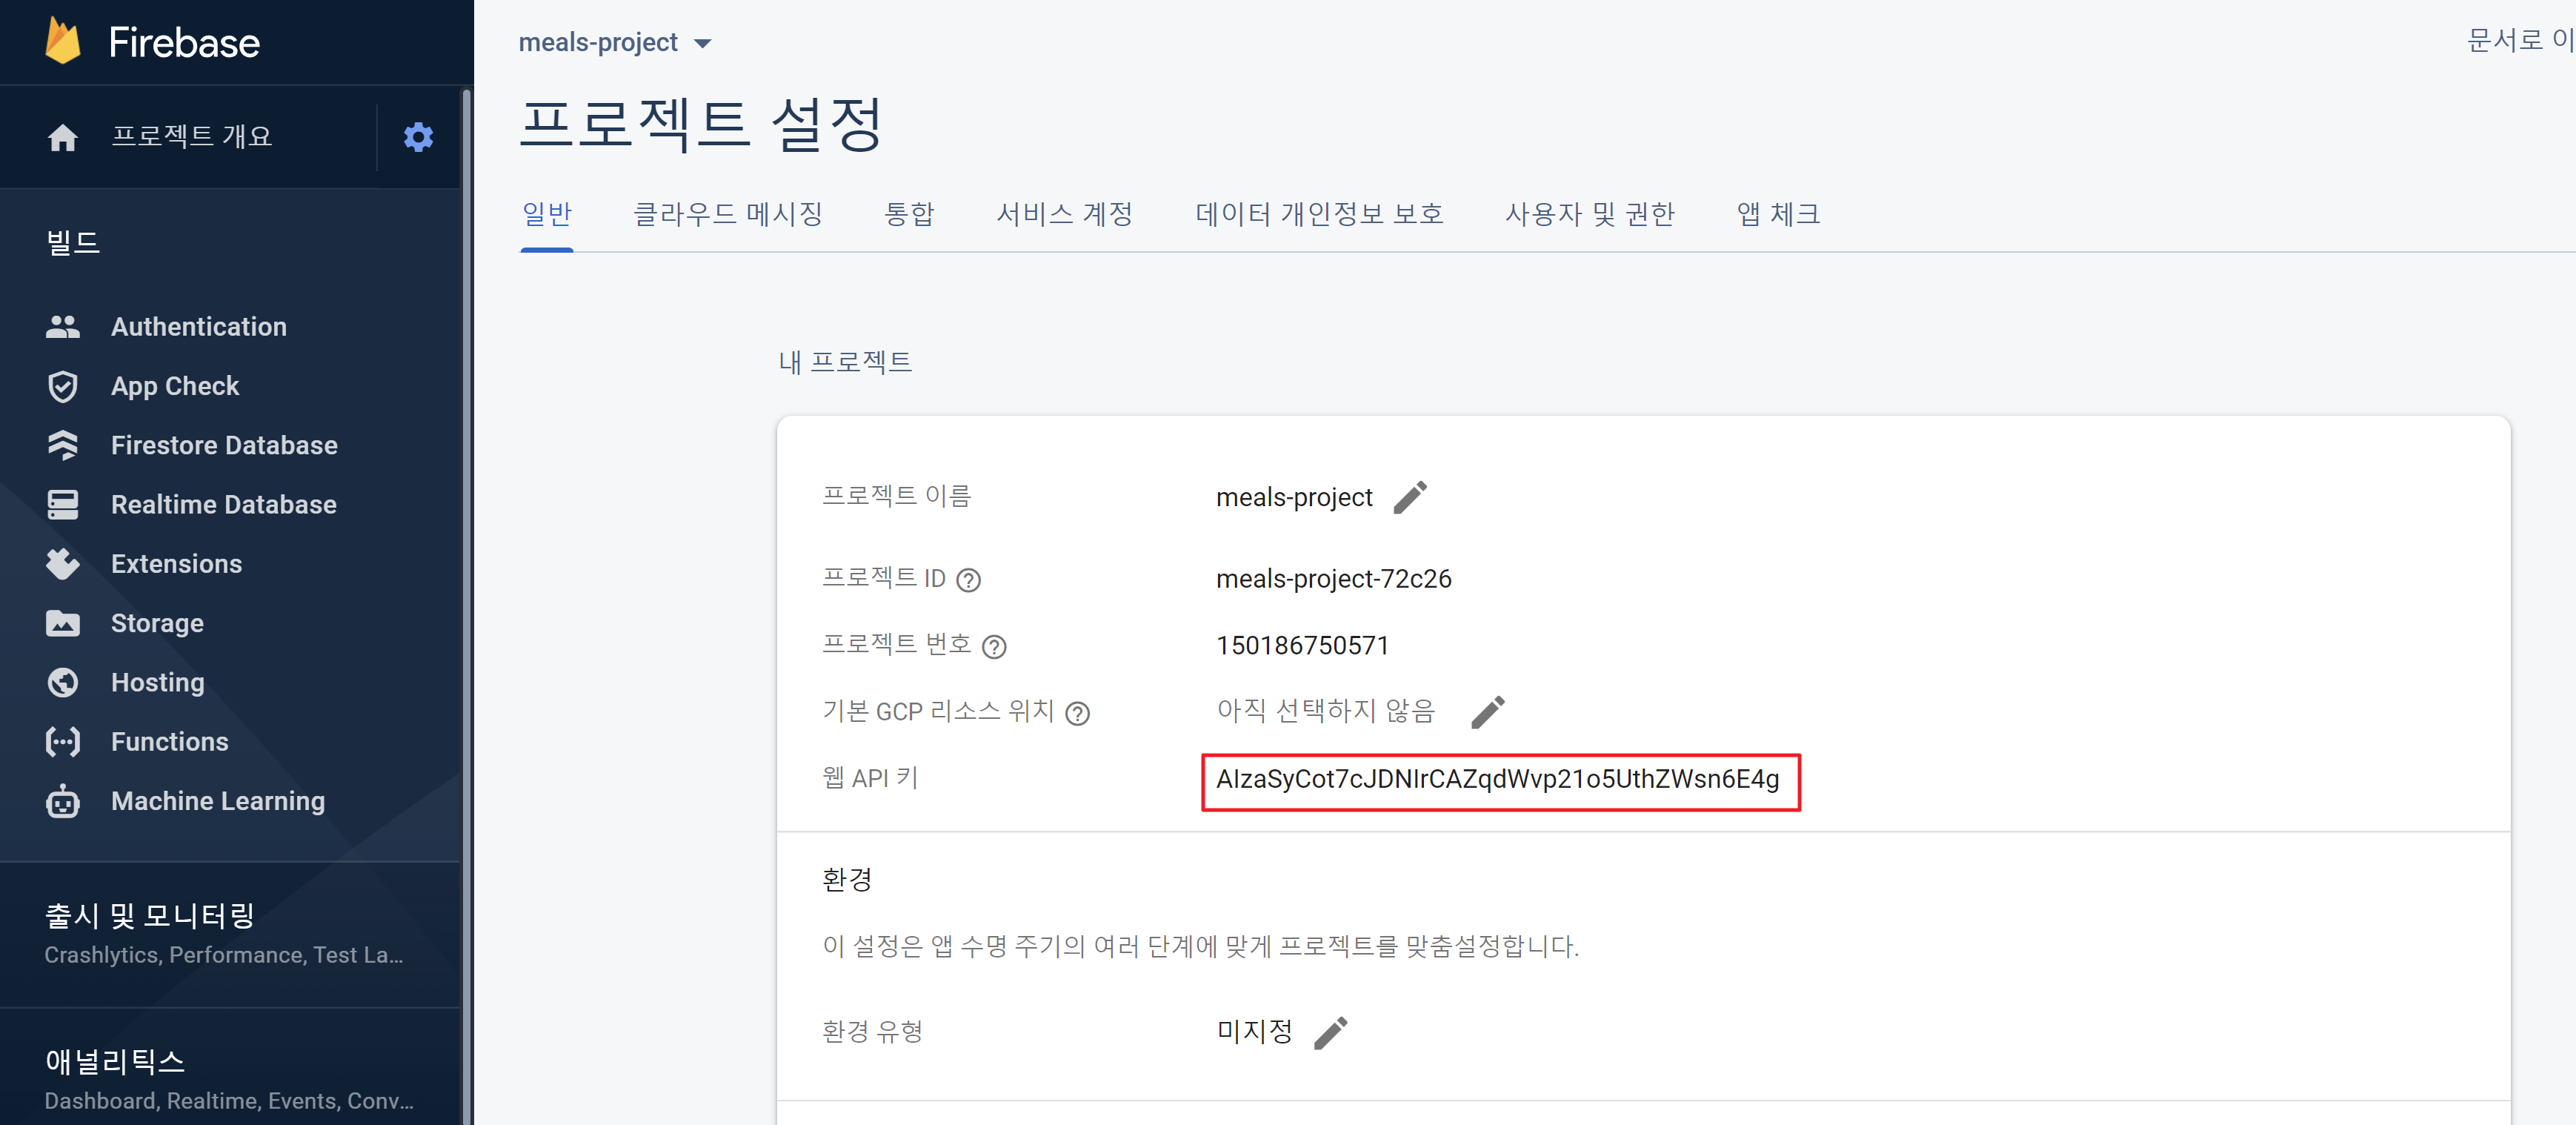 Firebase
프로젝트 개요
빌드
Authentication
App Check
Firestore Database
Realtime Database
Extensions
Storage
Hosting
Functions
Machine Learning
출시 및 모니터링
Crashlytics, Performance, Test La...
애널리틱스
Dashboard, Realtime, Events, Conv...
meals-project
문서로 이
프로젝트 설정
일반 클라우드 메시징 통합 서비스 계정 데이터 개인정보 보호 사용자 및 권한 앱 체크
내 프로젝트
프로젝트 이름 meals-project
프로젝트 ID meals-project-72c26
프로젝트 번호 150186750571
기본 GCP 리소스 위치 아직 선택하지 않음
웹 API 키 AIzaSyCot7cJDNIrCAZqdWvp21o5UthZWsn6E4g
환경
이 설정은 앱 수명 주기의 여러 단계에 맞게 프로젝트를 맞춤설정합니다.
환경 유형 미지정